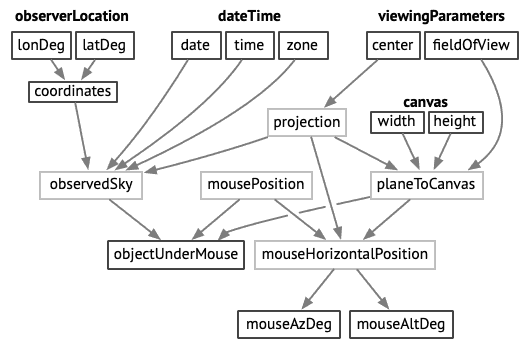 observerLocation
dateTime
viewingParameters
lonDeg latDeg
date time zone
center fieldOfView
coordinates
canvas
width height
projection
observedSky mousePosition planeToCanvas
objectUnderMouse mouseHorizontalPosition
mouseAzDeg mouseAltDeg